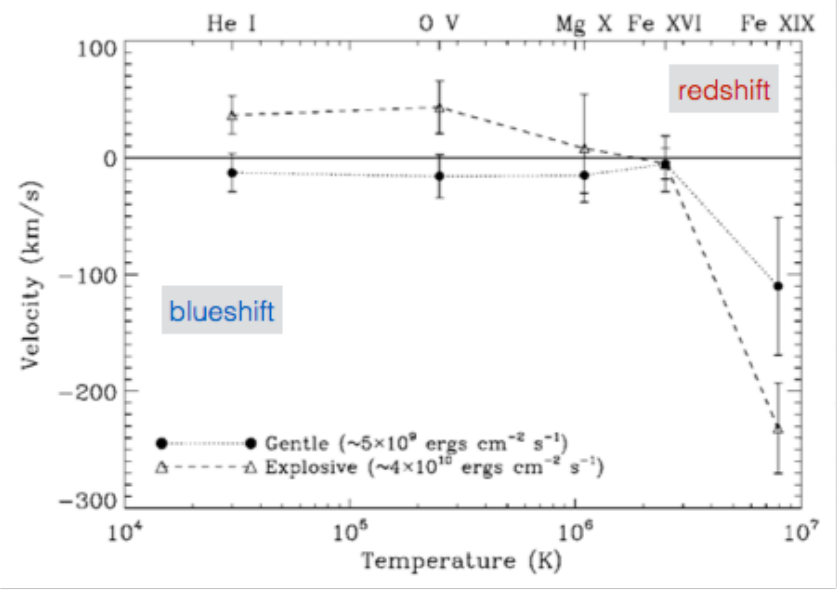 He I O V Mg X Fe XVI Fe XIX
100
redshift
0
-100
blueshift
-200
Gentle (~5×10⁹ ergs cm⁻² s⁻¹)
Explosive (~4×10¹⁰ ergs cm⁻² s⁻¹)
-300
10⁴ 10⁵ 10⁶ 10⁷
Temperature (K)
Velocity (km/s)